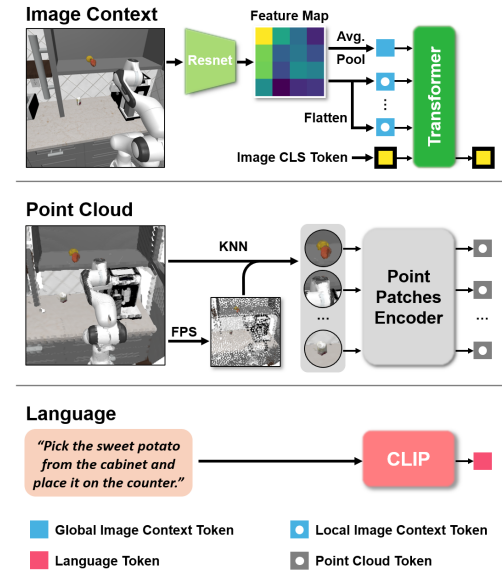 Image Context
Resnet
Feature Map
Avg.
Pool
Flatten
Image CLS Token
Transformer
Point Cloud
KNN
FPS
...
Point
Patches
Encoder
...
Language
“Pick the sweet potato
from the cabinet and
place it on the counter.”
CLIP
Global Image Context Token
Local Image Context Token
Language Token
Point Cloud Token